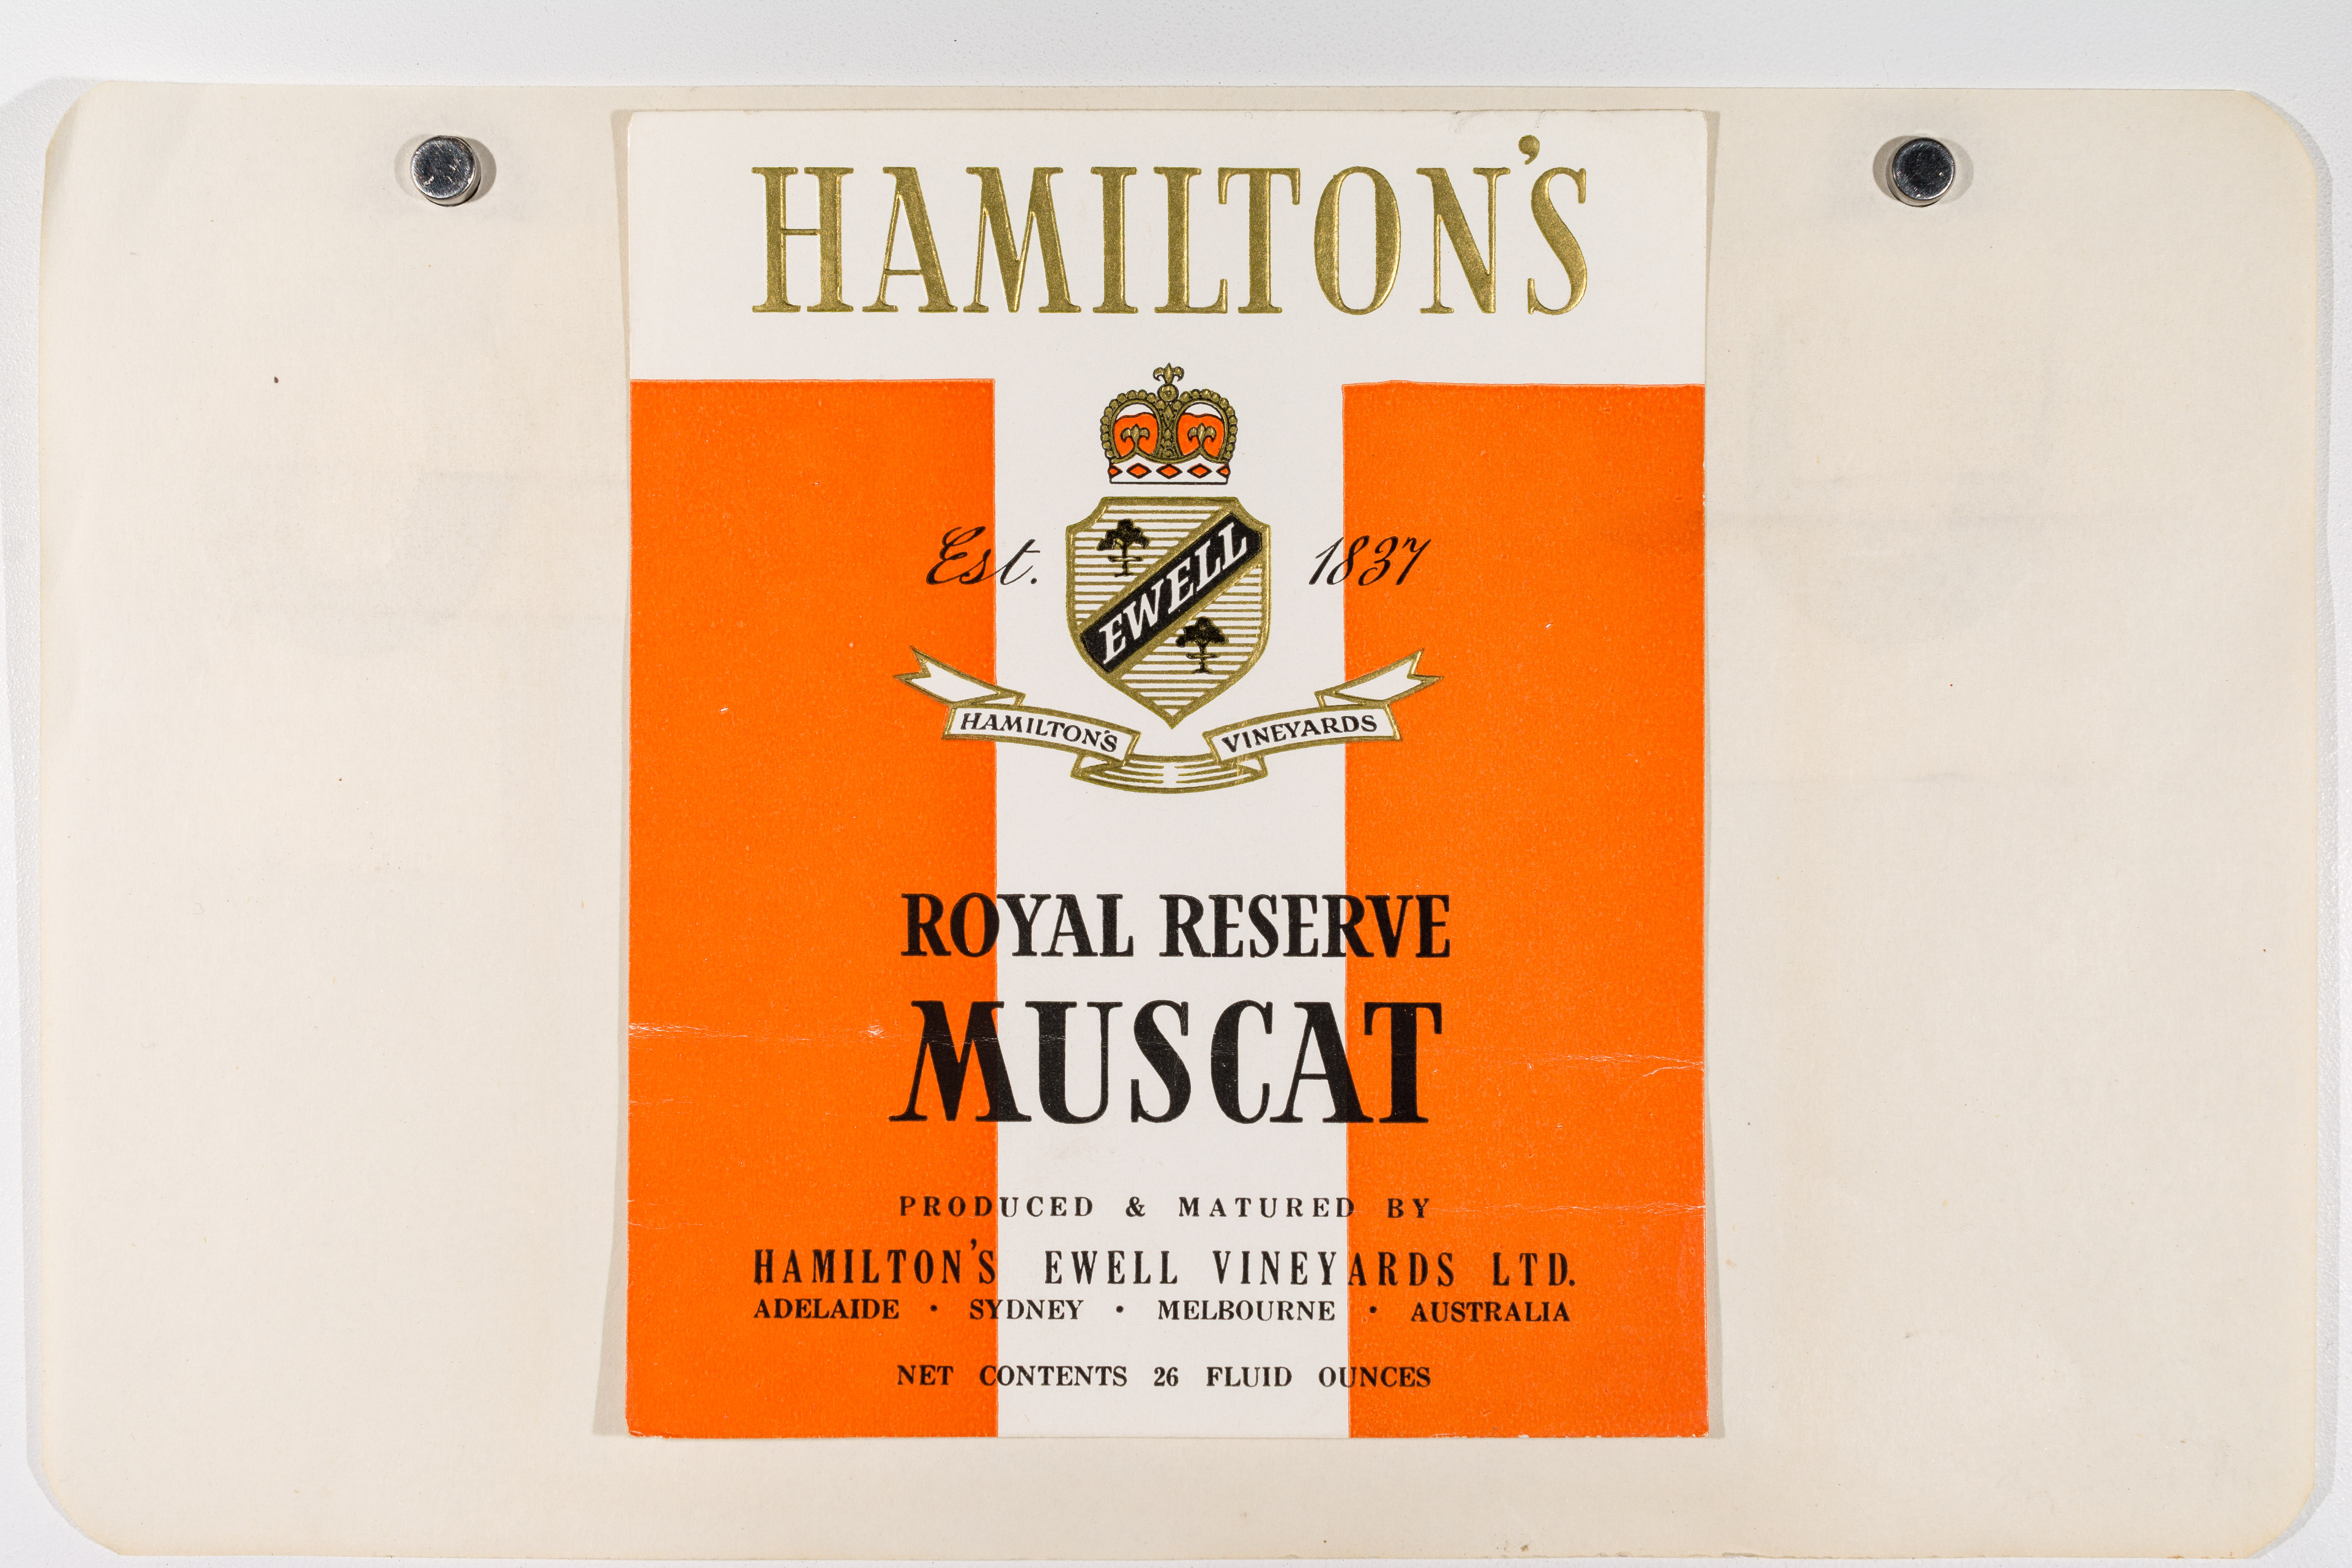 HAMILTON'S
Est. 1837
EWELL
HAMILTON'S VINEYARDS
ROYAL RESERVE
MUSCAT
PRODUCED & MATURED BY
HAMILTON'S EWELL VINEYARDS LTD.
ADELAIDE • SYDNEY • MELBOURNE • AUSTRALIA
NET CONTENTS 26 FLUID OUNCES